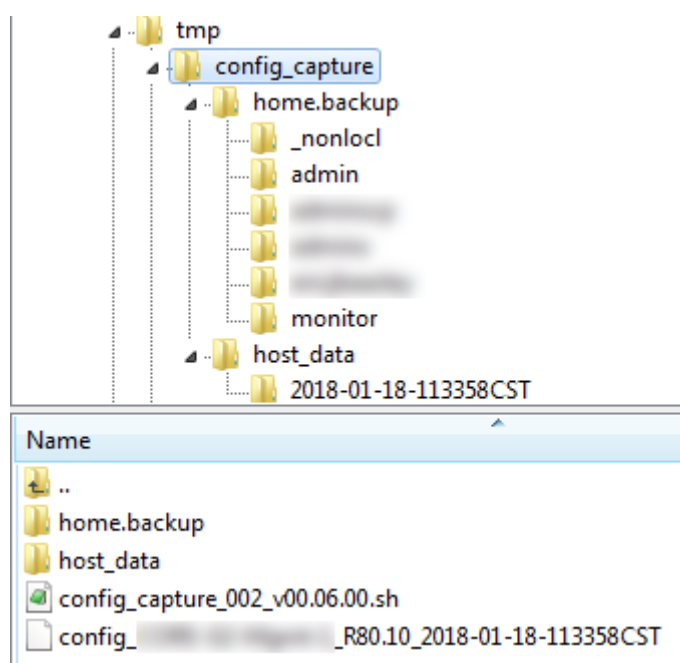 tmp
config_capture
home.backup
_nonlocl
admin
monitor
host_data
2018-01-18-113358CST
Name
..
home.backup
host_data
config_capture_002_v00.06.00.sh
config_ _R80.10_2018-01-18-113358CST